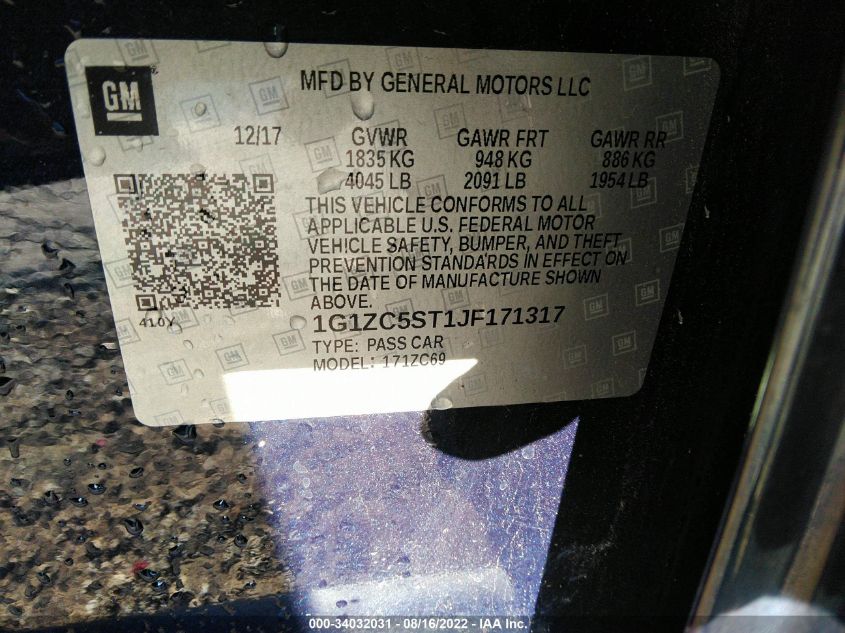 GM
MFD BY GENERAL MOTORS LLC
12/17 GVWR GAWR FRT GAWR RR
1835 KG 948 KG 886 KG
4045 LB 2091 LB 1954 LB
THIS VEHICLE CONFORMS TO ALL
APPLICABLE U.S. FEDERAL MOTOR
VEHICLE SAFETY, BUMPER, AND THEFT
PREVENTION STANDARDS IN EFFECT ON
THE DATE OF MANUFACTURE SHOWN
ABOVE.
410Y
1G1ZC5ST1JF171317
TYPE: PASS CAR
MODEL: 171ZC69
000-34032031 - 08/16/2022 - IAA Inc.